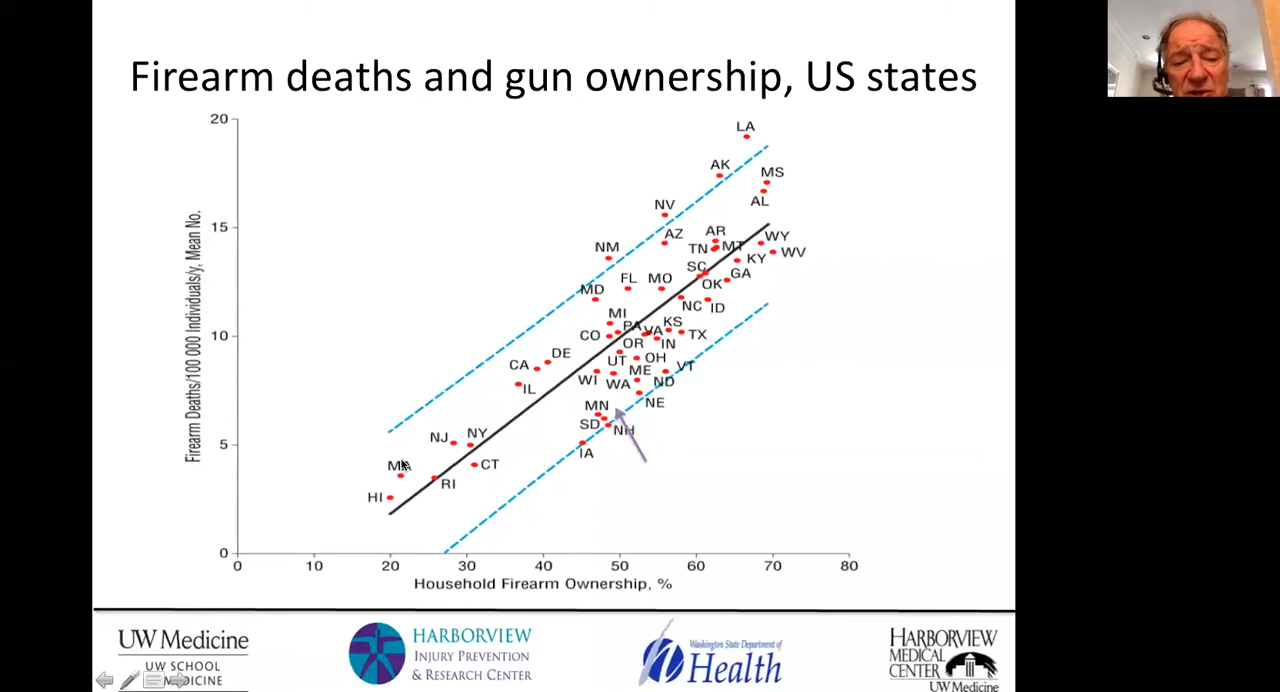 Firearm deaths and gun ownership, US states
Firearm Deaths/100 000 Individuals/y, Mean No.
20
15
10
5
0
LA
AK
MS
AL
NV
AZ
AR
WY
NM
TN
MT
WV
KY
SC
GA
FL
MO
OK
MD
NC
ID
MI
PA
VA
KS
CO
TX
OR
IN
DE
UT
OH
CA
ME
VT
WI
WA
ND
IL
NE
MN
SD
NH
NJ
NY
IA
MA
CT
RI
HI
0
10
20
30
40
50
60
70
80
Household Firearm Ownership, %
UW Medicine
UW SCHOOL
MEDICINE
HARBORVIEW
INJURY PREVENTION
& RESEARCH CENTER
Washington State Department of
Health
HARBORVIEW
MEDICAL
CENTER
UW Medicine